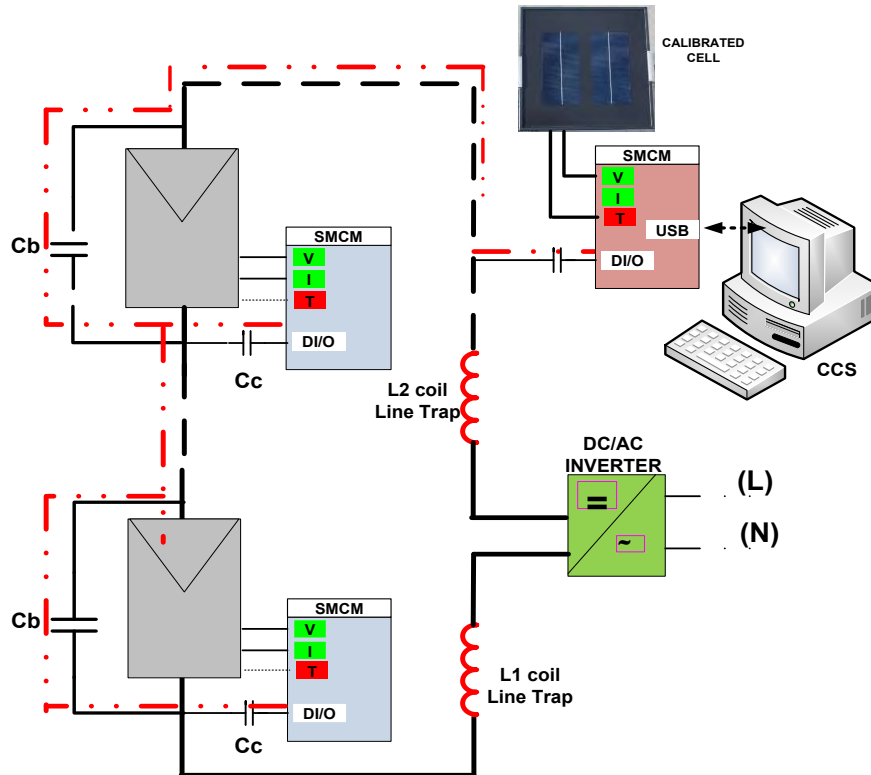 CALIBRATED
CELL
SMCM
V
I
T
USB
DI/O
CCS
Cb
SMCM
V
I
T
DI/O
Cc
L2 coil
Line Trap
DC/AC
INVERTER
=
~
(L)
(N)
Cb
SMCM
V
I
T
DI/O
Cc
L1 coil
Line Trap